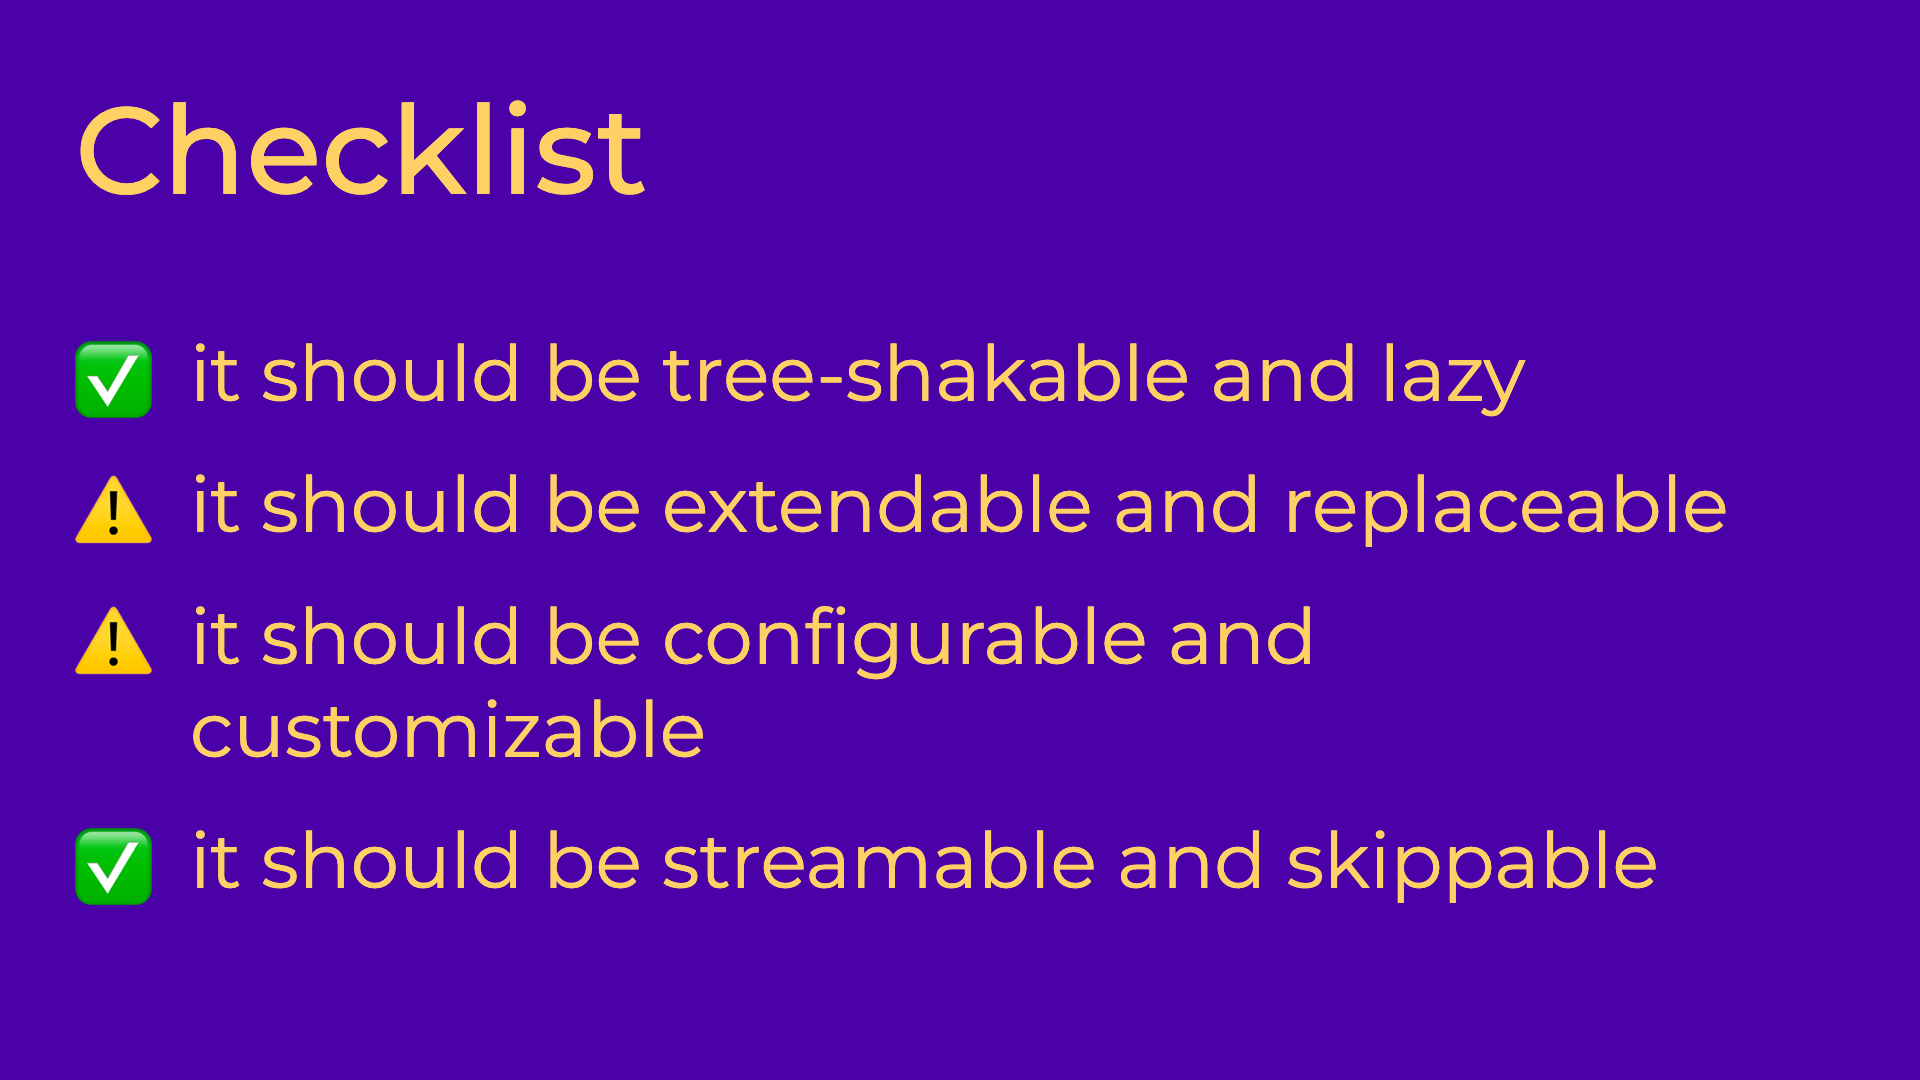 Checklist
✅ it should be tree-shakable and lazy
⚠️ it should be extendable and replaceable
⚠️ it should be configurable and
customizable
✅ it should be streamable and skippable